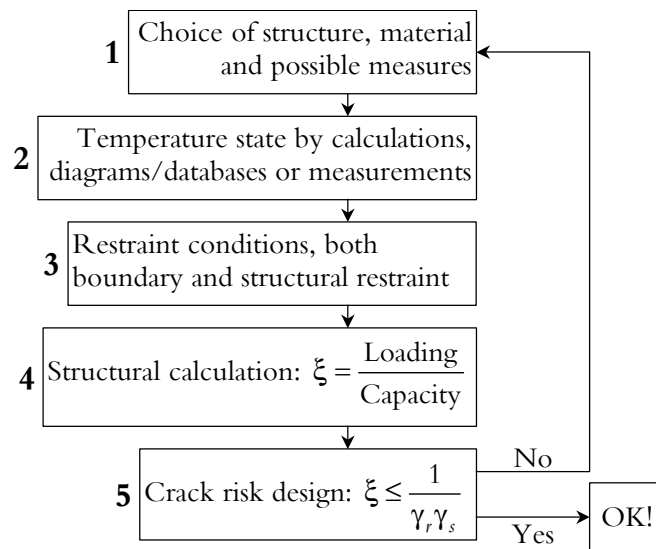 1 Choice of structure, material
and possible measures
2 Temperature state by calculations,
diagrams/databases or measurements
3 Restraint conditions, both
boundary and structural restraint
4 Structural calculation: ξ = Loading / Capacity
5 Crack risk design: ξ ≤ 1 / γrγs
No
Yes
OK!